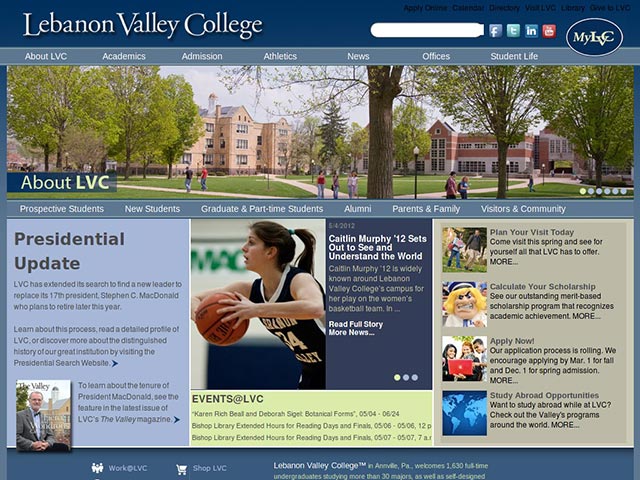 Apply Online Calendar Directory Visit LVC Library Give to LVC
Lebanon Valley College
MyLVC
About LVC Academics Admission Athletics News Offices Student Life
About LVC
Prospective Students New Students Graduate & Part-time Students Alumni Parents & Family Visitors & Community
Presidential
Update
LVC has extended its search to find a new leader to
replace its 17th president, Stephen C. MacDonald
who plans to retire later this year.
Learn about this process, read a detailed profile of
LVC, or discover more about the distinguished
history of our great institution by visiting the
Presidential Search Website.
The Valley
To learn about the tenure of
President MacDonald, see the
feature in the latest issue of
LVC's The Valley magazine.
24
5/4/2012
Caitlin Murphy '12 Sets
Out to See and
Understand the World
Caitlin Murphy '12 is widely
known around Lebanon
Valley College's campus for
her play on the women's
basketball team. In ...
Read Full Story
More News...
EVENTS@LVC
"Karen Rich Beall and Deborah Sigel: Botanical Forms", 05/04 - 06/24
Bishop Library Extended Hours for Reading Days and Finals, 05/06 - 05/06, 12 p
Bishop Library Extended Hours for Reading Days and Finals, 05/07 - 05/07, 7 a.r
Plan Your Visit Today
Come visit this spring and see for
yourself all that LVC has to offer.
MORE...
Calculate Your Scholarship
See our outstanding merit-based
scholarship program that recognizes
academic achievement. MORE...
Apply Now!
Our application process is rolling. We
encourage applying by Mar. 1 for fall
and Dec. 1 for spring admission.
MORE...
Study Abroad Opportunities
Want to study abroad while at LVC?
Check out the Valley's programs
around the world. MORE...
Work@LVC Shop LVC
Lebanon Valley College™ in Annville, Pa., welcomes 1,630 full-time
undergraduates studying more than 30 majors, as well as self-designed